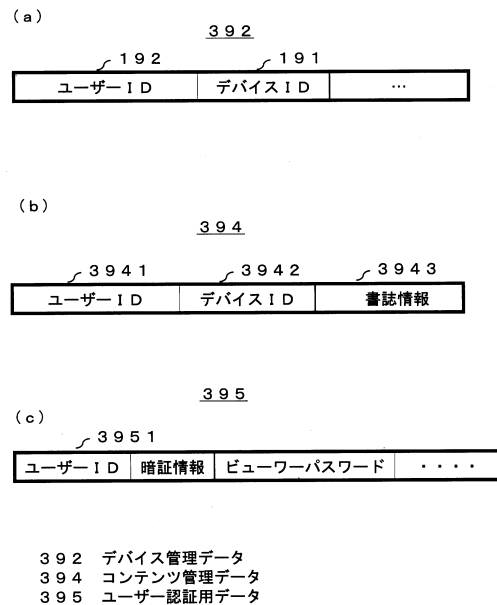 (a)
392
192 191
ユーザーID デバイスID …
(b)
394
3941 3942 3943
ユーザーID デバイスID 書誌情報
395
(c)
3951
ユーザーID 暗証情報 ビューワーパスワード ・・・・
392 デバイス管理データ
394 コンテンツ管理データ
395 ユーザー認証用データ